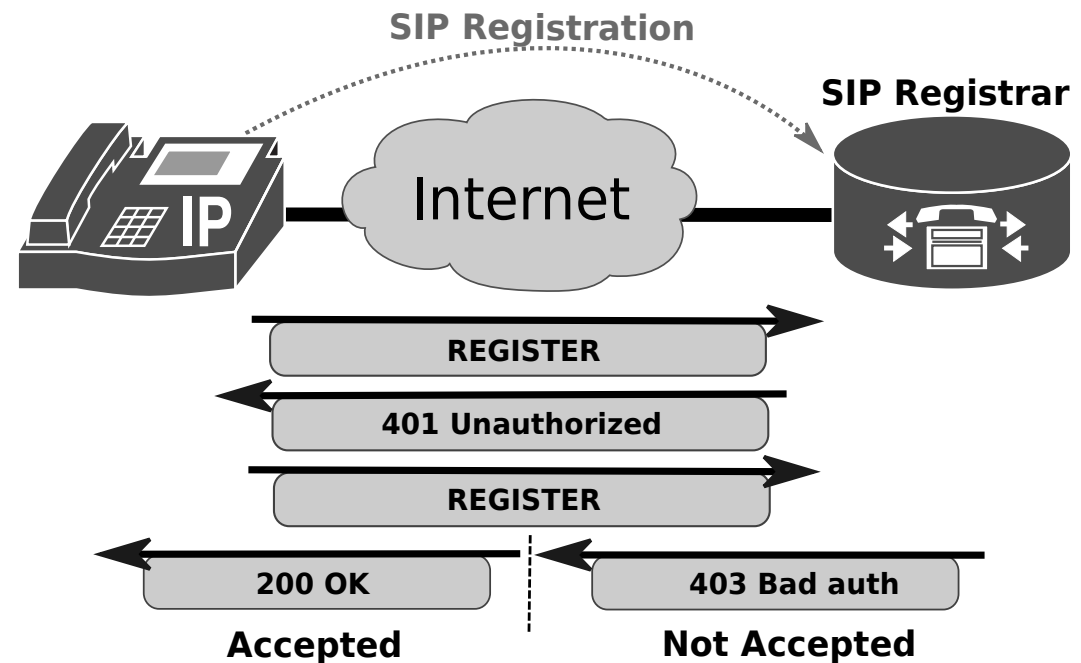 SIP Registration
SIP Registrar
IP
Internet
REGISTER
401 Unauthorized
REGISTER
200 OK
403 Bad auth
Accepted
Not Accepted